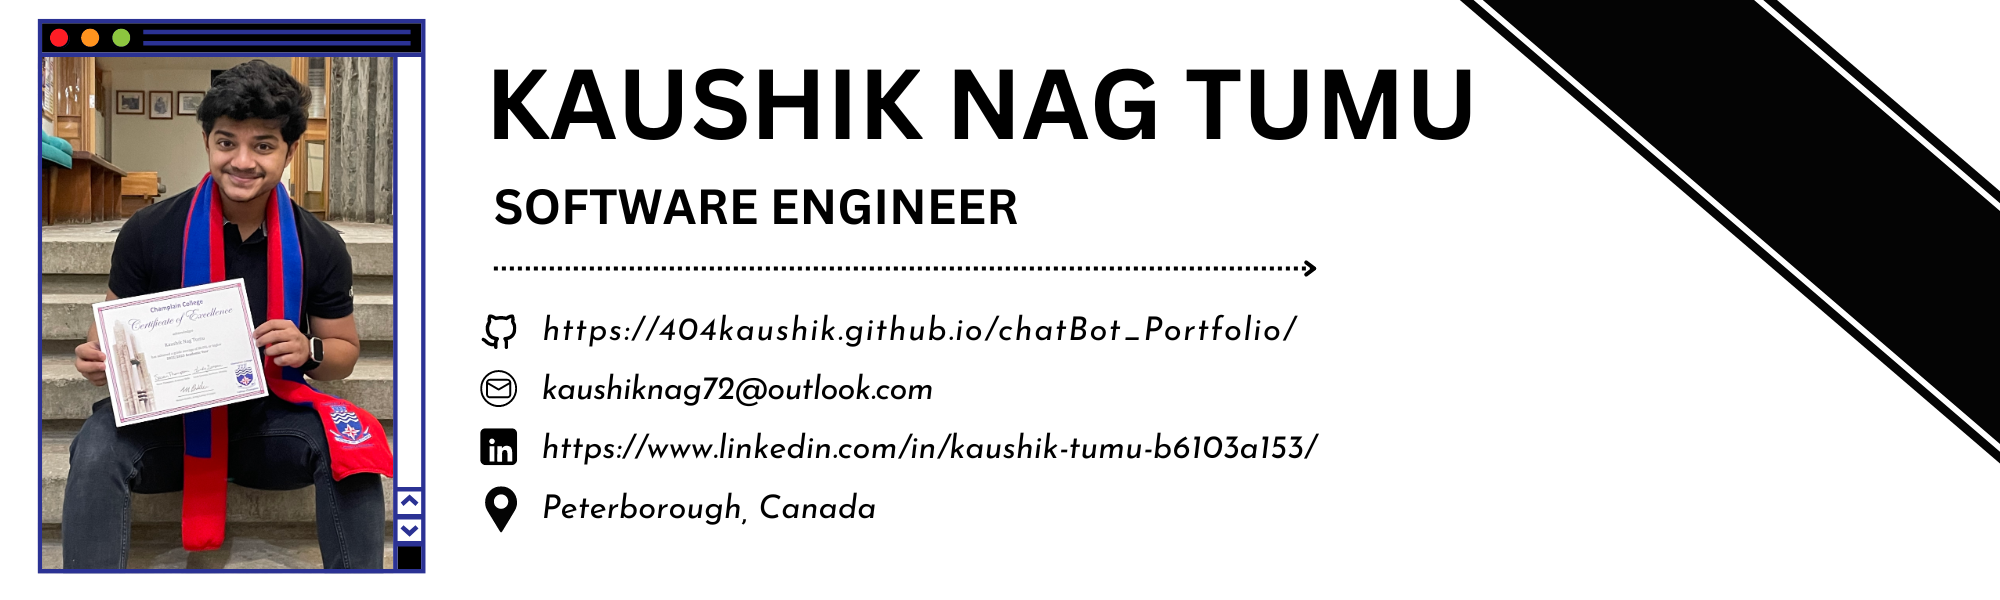 KAUSHIK NAG TUMU
SOFTWARE ENGINEER
https://404kaushik.github.io/chatBot_Portfolio/
kaushiknag72@outlook.com
in https://www.linkedin.com/in/kaushik-tumu-b6103a153/
Peterborough, Canada
Champlain College
Certificate of Excellence
Kaushik Nag Tumu